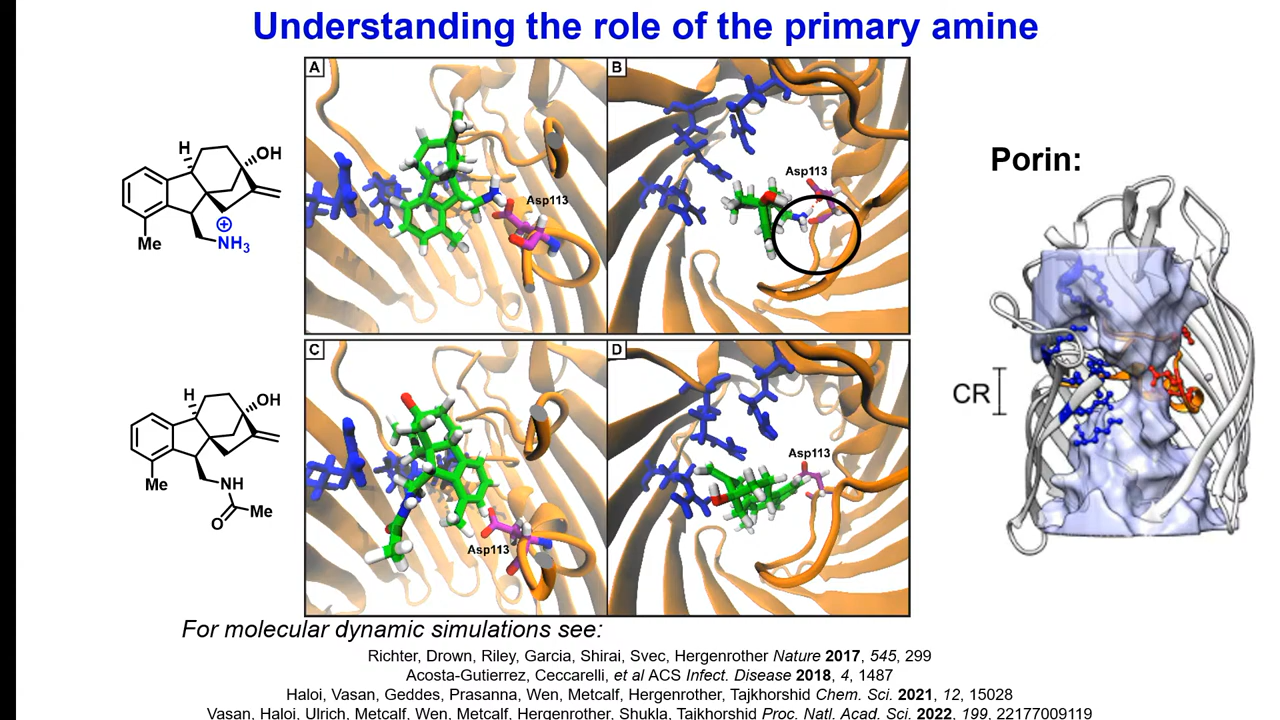 Understanding the role of the primary amine
A
B
Asp113
Asp113
H
OH
Me
NH3
+
Porin:
CR
C
D
Asp113
Asp113
H
OH
Me
NH
O
Me
For molecular dynamic simulations see:
Richter, Drown, Riley, Garcia, Shirai, Svec, Hergenrother Nature 2017, 545, 299
Acosta-Gutierrez, Ceccarelli, et al ACS Infect. Disease 2018, 4, 1487
Haloi, Vasan, Geddes, Prasanna, Wen, Metcalf, Hergenrother, Tajkhorshid Chem. Sci. 2021, 12, 15028
Vasan, Haloi, Ulrich, Metcalf, Wen, Metcalf, Hergenrother, Shukla, Tajkhorshid Proc. Natl. Acad. Sci. 2022, 199, 22177009119